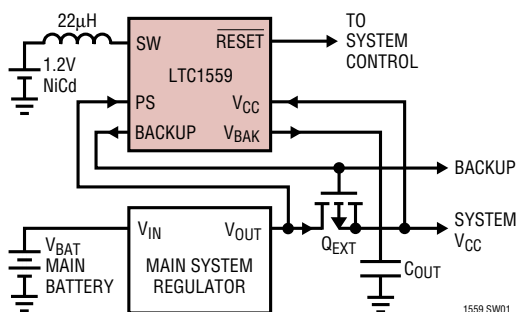 22µH
SW
RESET
TO
SYSTEM
CONTROL
1.2V
NiCd
LTC1559
PS
VCC
BACKUP
VBAK
BACKUP
VIN
VOUT
QEXT
SYSTEM
VCC
VBAT
MAIN
BATTERY
MAIN SYSTEM
REGULATOR
COUT
1559 SW01